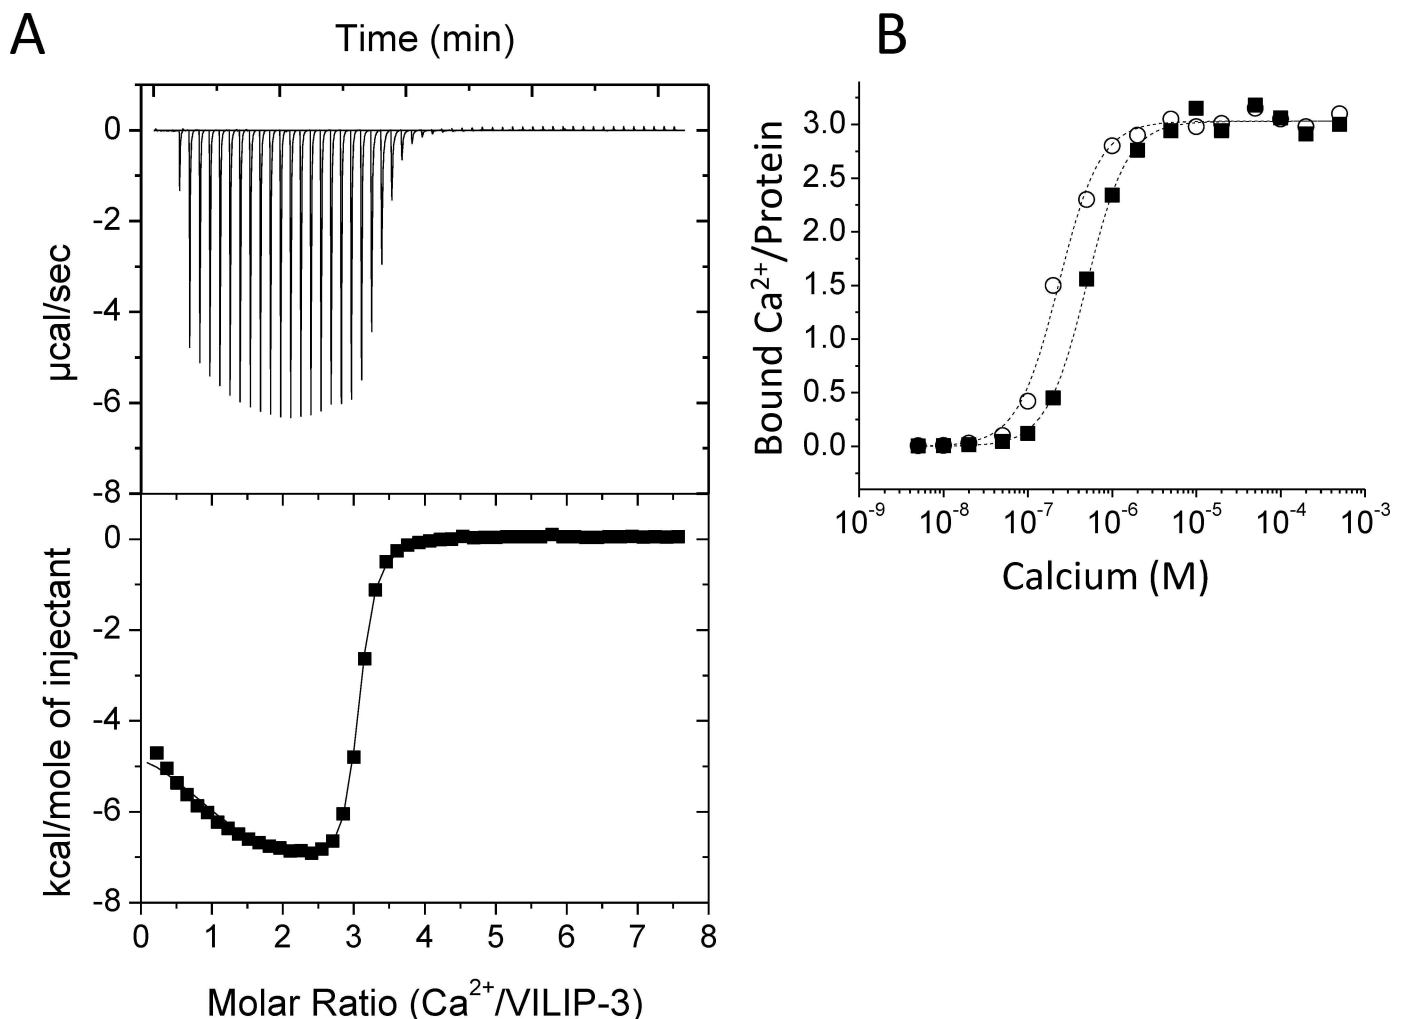 A
Time (min)
0
-2
-4
-6
-8
µcal/sec
0
-2
-4
-6
-8
kcal/mole of injectant
0 1 2 3 4 5 6 7 8
Molar Ratio (Ca²⁺/VILIP-3)
B
3.0
2.5
2.0
1.5
1.0
0.5
0.0
Bound Ca²⁺/Protein
10⁻⁹ 10⁻⁸ 10⁻⁷ 10⁻⁶ 10⁻⁵ 10⁻⁴ 10⁻³
Calcium (M)